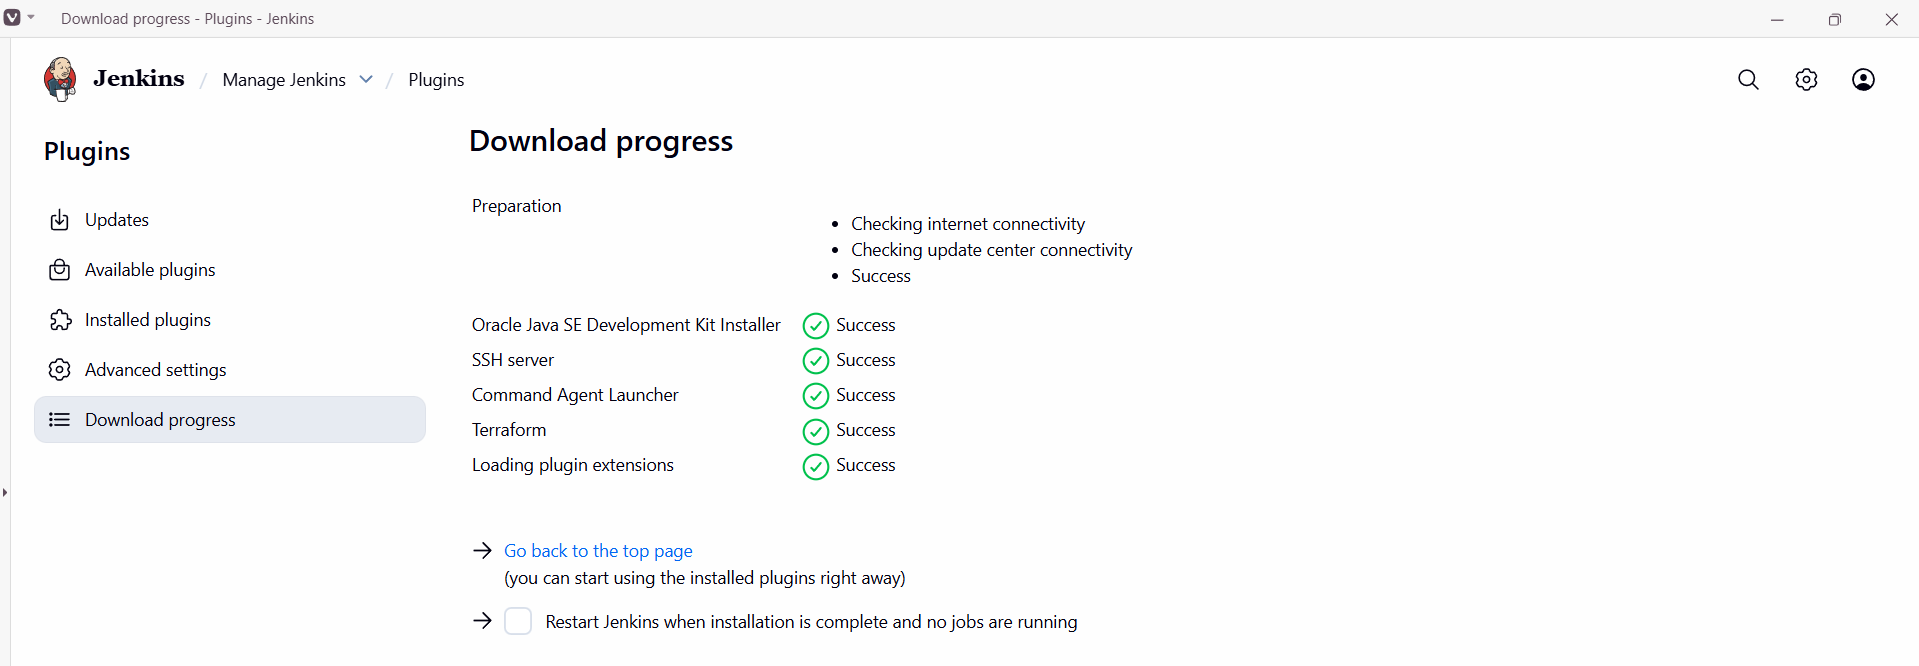 Download progress - Plugins - Jenkins
Jenkins / Manage Jenkins / Plugins
Plugins
Updates
Available plugins
Installed plugins
Advanced settings
Download progress
Download progress
Preparation
• Checking internet connectivity
• Checking update center connectivity
• Success
Oracle Java SE Development Kit Installer Success
SSH server Success
Command Agent Launcher Success
Terraform Success
Loading plugin extensions Success
→ Go back to the top page
(you can start using the installed plugins right away)
→ Restart Jenkins when installation is complete and no jobs are running